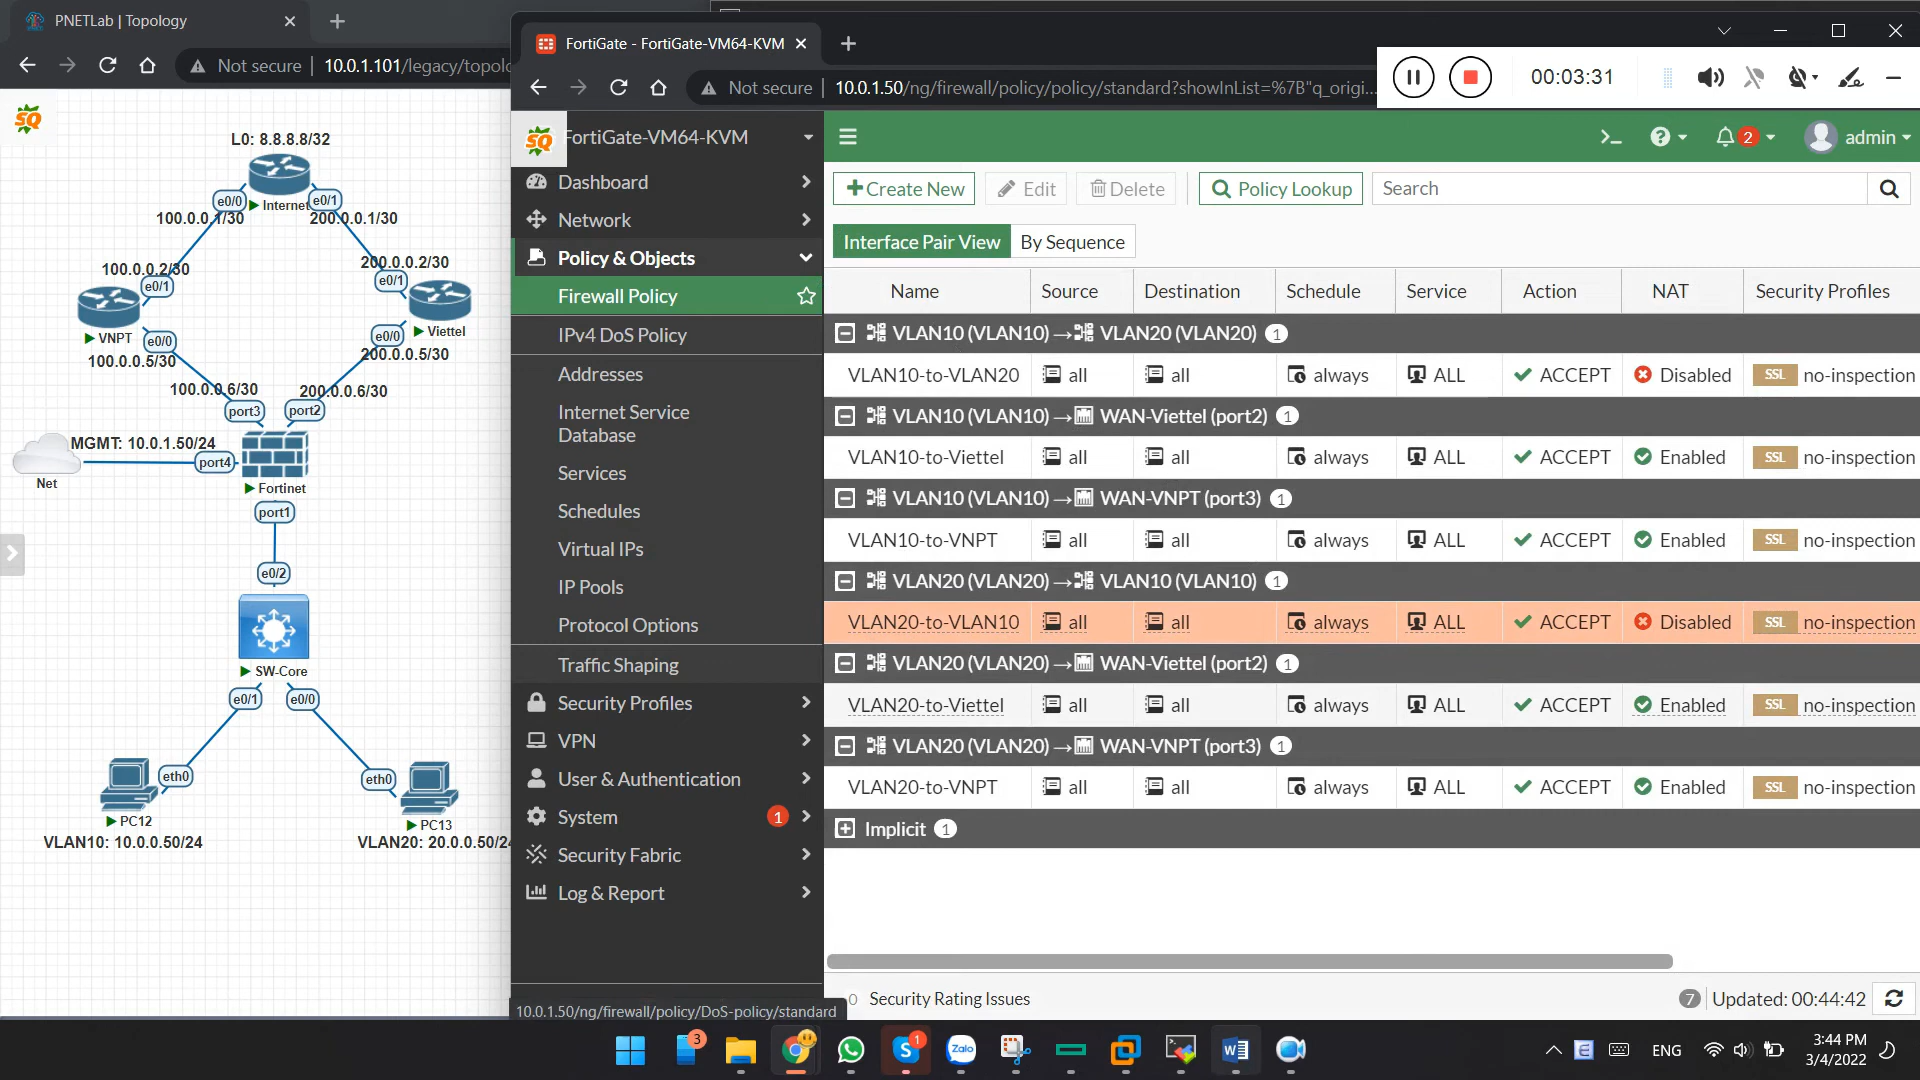 PNETLab | Topology
Not secure
10.0.1.101/legacy/topolo
SQ
L0: 8.8.8.8/32
e0/0
Internet
e0/1
100.0.0.1/30
200.0.0.1/30
100.0.0.2/30
200.0.0.2/30
e0/1
e0/1
VNPT
e0/0
e0/0
Viettel
100.0.0.5/30
200.0.0.5/30
100.0.0.6/30
200.0.0.6/30
port3
port2
MGMT: 10.0.1.50/24
port4
Net
Fortinet
port1
e0/2
SW-Core
e0/1
e0/0
eth0
eth0
PC12
PC13
VLAN10: 10.0.0.50/24
VLAN20: 20.0.0.50/24
FortiGate - FortiGate-VM64-KVM
Not secure
10.0.1.50/ng/firewall/policy/policy/standard?showInList=%7B"q_origi...
00:03:31
SQ
FortiGate-VM64-KVM
2
admin
Dashboard
Network
Policy & Objects
Firewall Policy
IPv4 DoS Policy
Addresses
Internet Service
Database
Services
Schedules
Virtual IPs
IP Pools
Protocol Options
Traffic Shaping
Security Profiles
VPN
User & Authentication
System 1
Security Fabric
Log & Report
Create New Edit Delete Policy Lookup Search
Interface Pair View By Sequence
Name Source Destination Schedule Service Action NAT Security Profiles
VLAN10 (VLAN10) → VLAN20 (VLAN20) 1
VLAN10-to-VLAN20 all all always ALL ACCEPT Disabled SSL no-inspection
VLAN10 (VLAN10) → WAN-Viettel (port2) 1
VLAN10-to-Viettel all all always ALL ACCEPT Enabled SSL no-inspection
VLAN10 (VLAN10) → WAN-VNPT (port3) 1
VLAN10-to-VNPT all all always ALL ACCEPT Enabled SSL no-inspection
VLAN20 (VLAN20) → VLAN10 (VLAN10) 1
VLAN20-to-VLAN10 all all always ALL ACCEPT Disabled SSL no-inspection
VLAN20 (VLAN20) → WAN-Viettel (port2) 1
VLAN20-to-Viettel all all always ALL ACCEPT Enabled SSL no-inspection
VLAN20 (VLAN20) → WAN-VNPT (port3) 1
VLAN20-to-VNPT all all always ALL ACCEPT Enabled SSL no-inspection
Implicit 1
10.0.1.50/ng/firewall/policy/DoS-policy/standard
0 Security Rating Issues
7 Updated: 00:44:42
3
1
Zalo
ENG
3:44 PM
3/4/2022